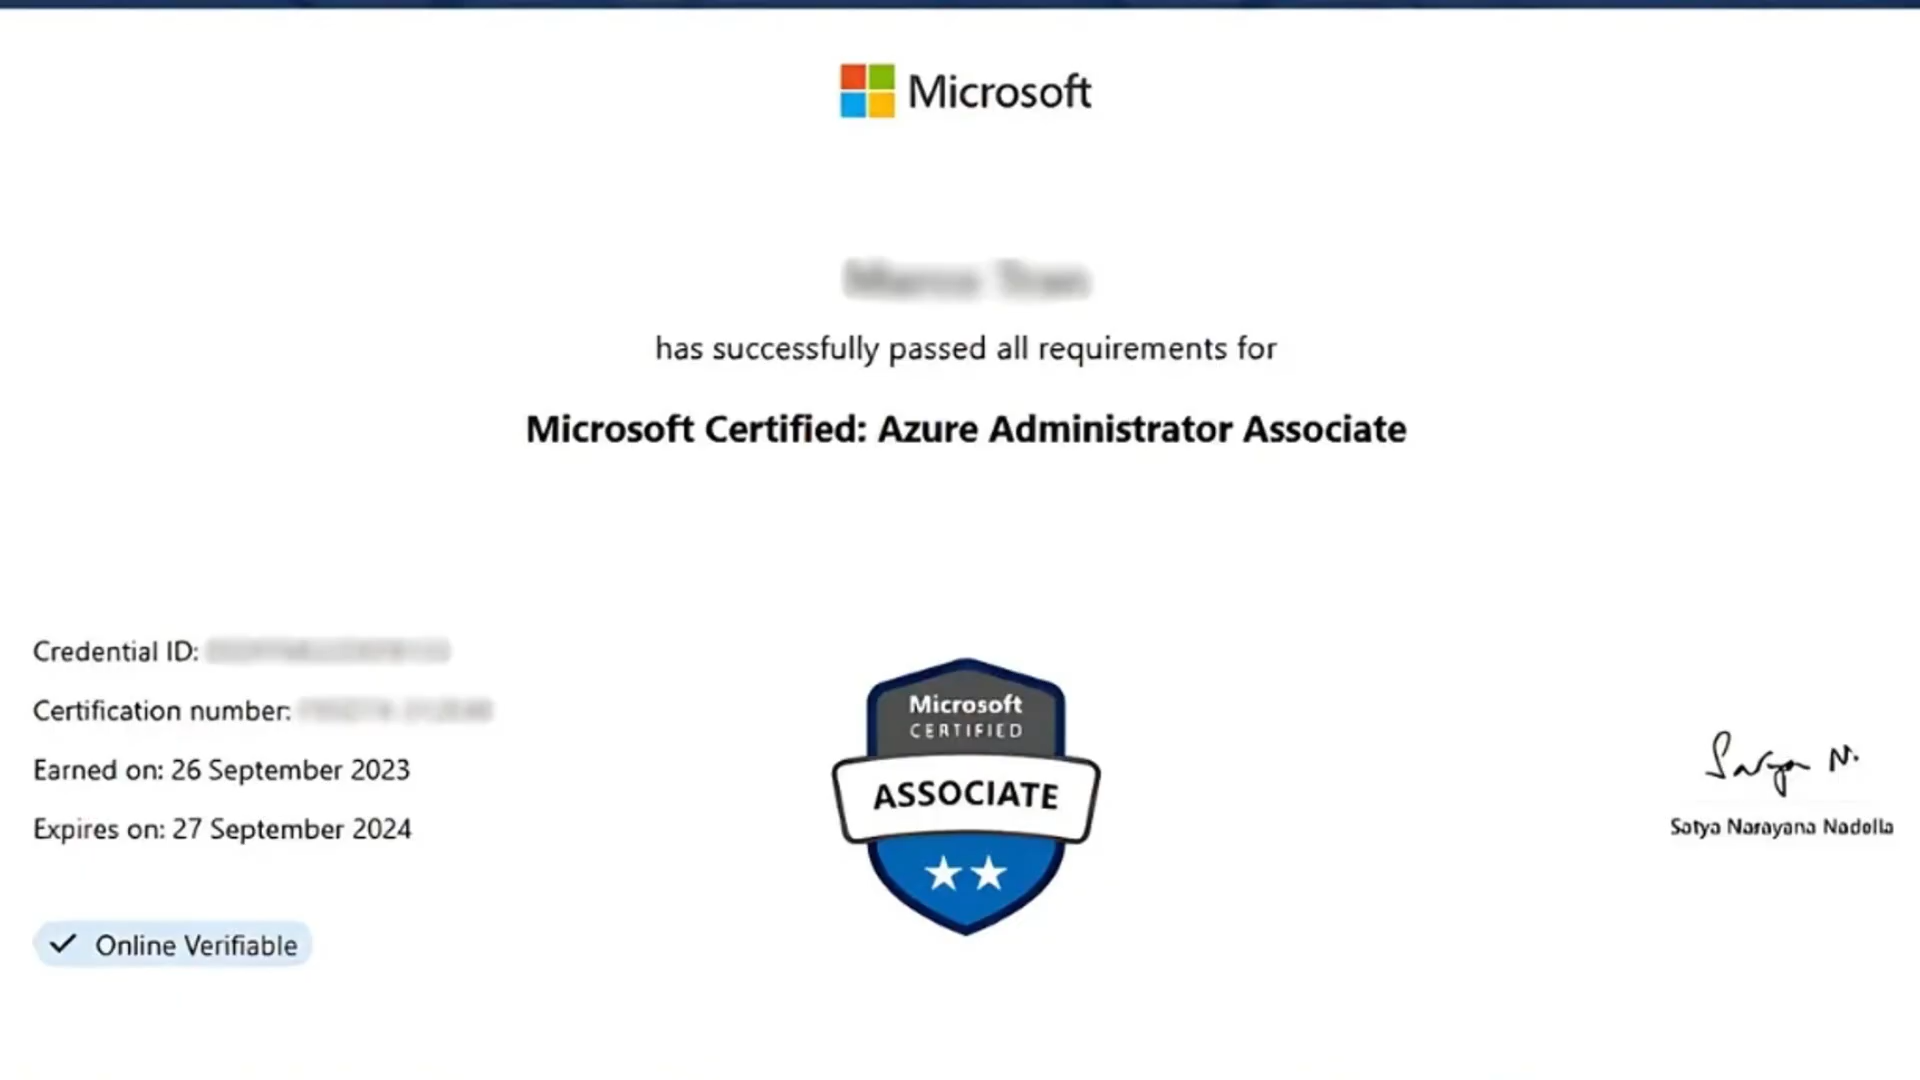 Microsoft
has successfully passed all requirements for
Microsoft Certified: Azure Administrator Associate
Credential ID:
Certification number:
Earned on: 26 September 2023
Expires on: 27 September 2024
Online Verifiable
Microsoft
CERTIFIED
ASSOCIATE
Satya N.
Satya Narayana Nadella